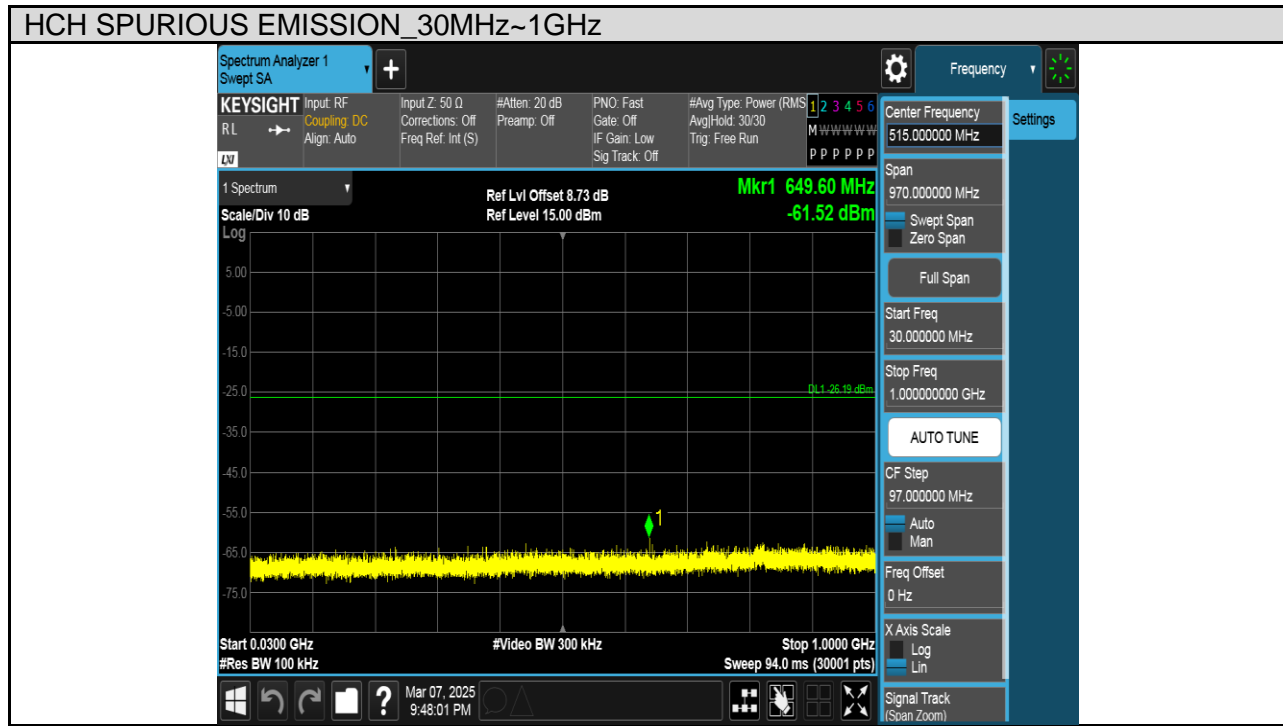 HCH SPURIOUS EMISSION_30MHz~1GHz
Spectrum Analyzer 1
Swept SA
+
Frequency
KEYSIGHT
RL
LXI
Input: RF
Coupling: DC
Align: Auto
Input Z: 50 Ω
Corrections: Off
Freq Ref: Int (S)
#Atten: 20 dB
Preamp: Off
PNO: Fast
Gate: Off
IF Gain: Low
Sig Track: Off
#Avg Type: Power (RMS
Avg|Hold: 30/30
Trig: Free Run
1 2 3 4 5 6
M W W W W W
P P P P P P
1 Spectrum
Scale/Div 10 dB
Log
Ref Lvl Offset 8.73 dB
Ref Level 15.00 dBm
Mkr1 649.60 MHz
-61.52 dBm
5.00
-5.00
-15.0
-25.0
DL1 -26.19 dBm
-35.0
-45.0
-55.0
1
-65.0
-75.0
Start 0.0300 GHz
#Res BW 100 kHz
#Video BW 300 kHz
Stop 1.0000 GHz
Sweep 94.0 ms (30001 pts)
?
Mar 07, 2025
9:48:01 PM
Center Frequency
515.000000 MHz
Settings
Span
970.000000 MHz
Swept Span
Zero Span
Full Span
Start Freq
30.000000 MHz
Stop Freq
1.000000000 GHz
AUTO TUNE
CF Step
97.000000 MHz
Auto
Man
Freq Offset
0 Hz
X Axis Scale
Log
Lin
Signal Track
(Span Zoom)